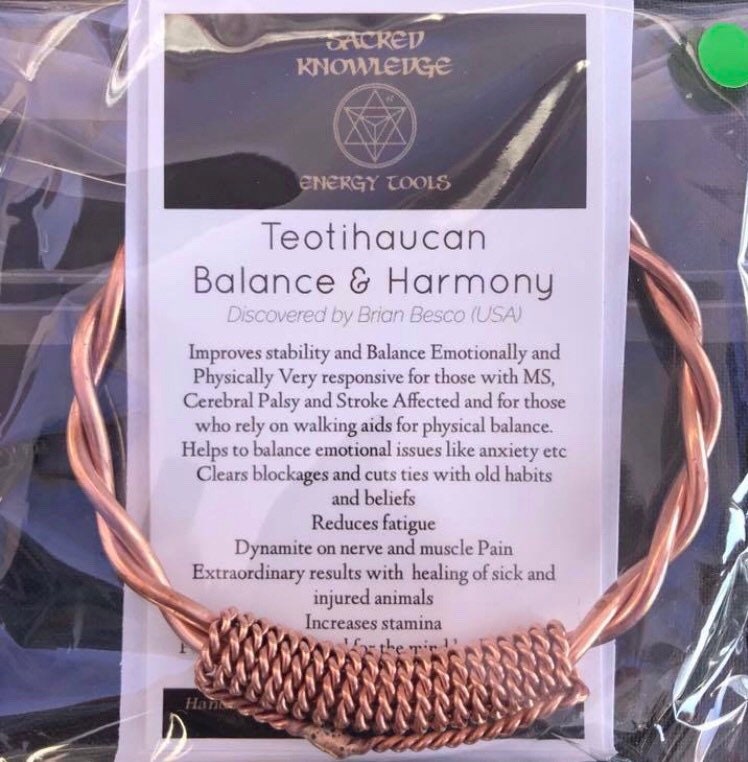 SACRED
KNOWLEDGE
ENERGY TOOLS
Teotihaucan
Balance & Harmony
Discovered by Brian Besco (USA)
Improves stability and Balance Emotionally and
Physically Very responsive for those with MS,
Cerebral Palsy and Stroke Affected and for those
who rely on walking aids for physical balance.
Helps to balance emotional issues like anxiety etc
Clears blockages and cuts ties with old habits
and beliefs
Reduces fatigue
Dynamite on nerve and muscle Pain
Extraordinary results with healing of sick and
injured animals
Increases stamina
for the